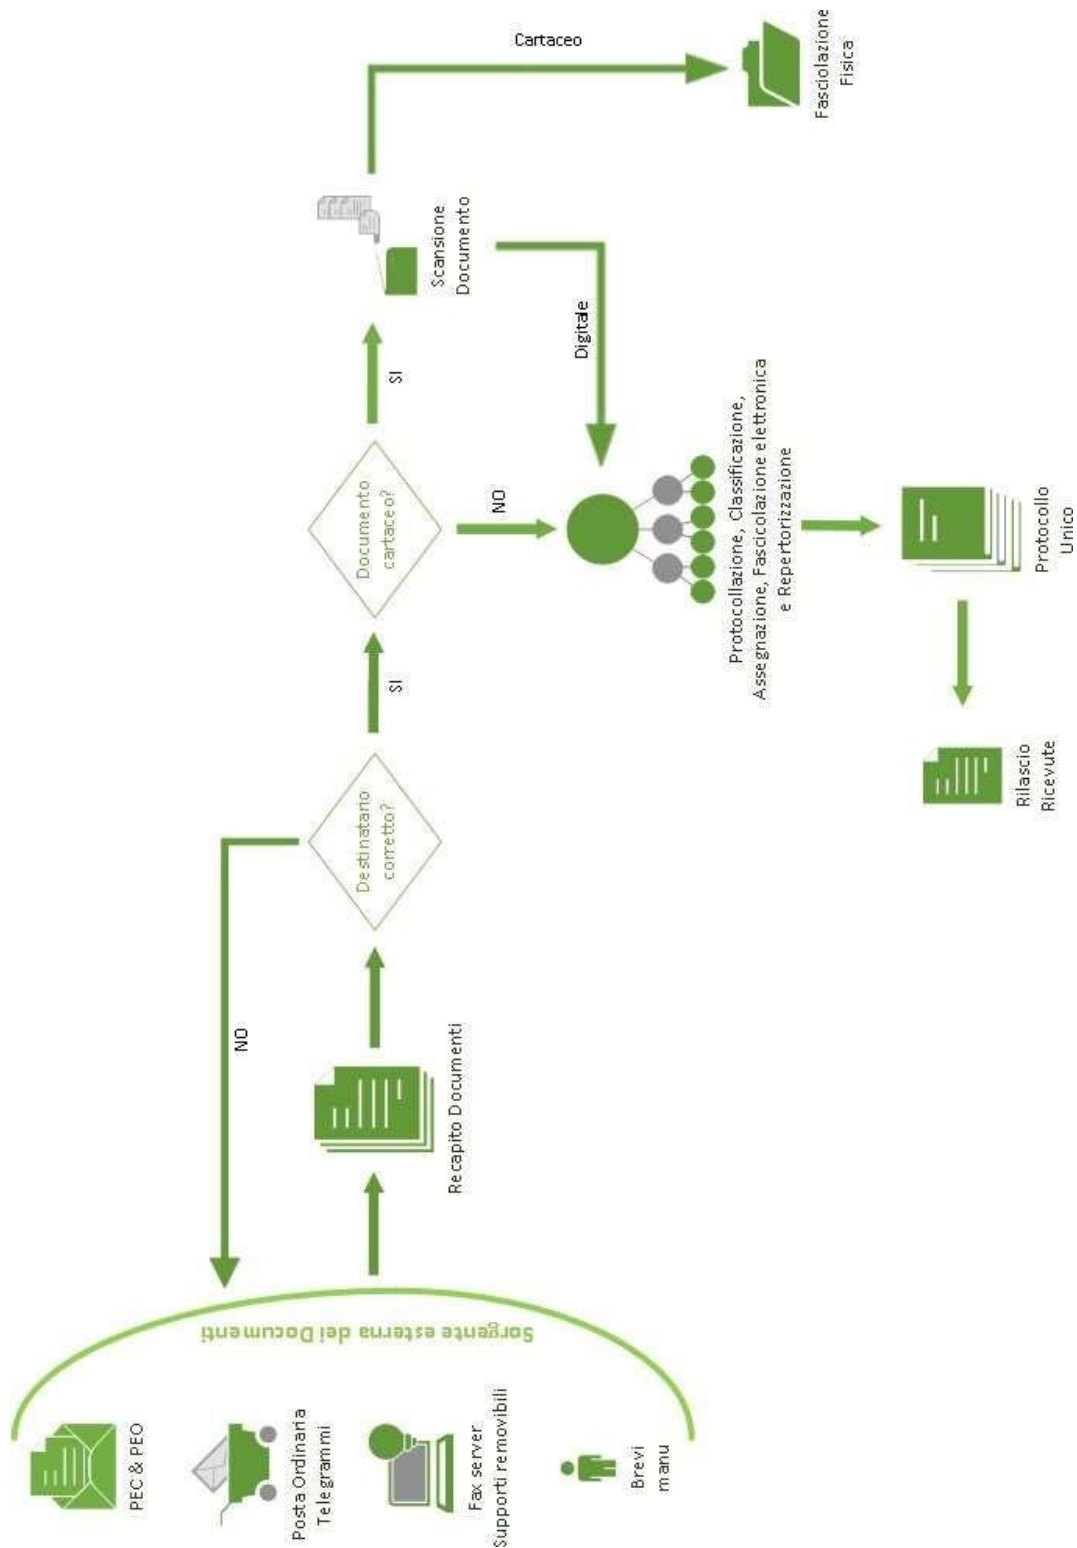 PEC & PEO
Posta Ordinaria
Telegrammi
Fax server
Supporti removibili
Brevi
manu
Sorgente esterna dei Documenti
Recapito Documenti
NO
Destinatario
corretto?
SI
Documento
cartaceo?
SI
NO
Scansione
Documento
Cartaceo
Digitale
Fasciolazione
Fisica
Protocollazione, Classificazione,
Assegnazione, Fascicolazione elettronica
e Repertorizzazione
Protocollo
Unico
Rilascio
Ricevute